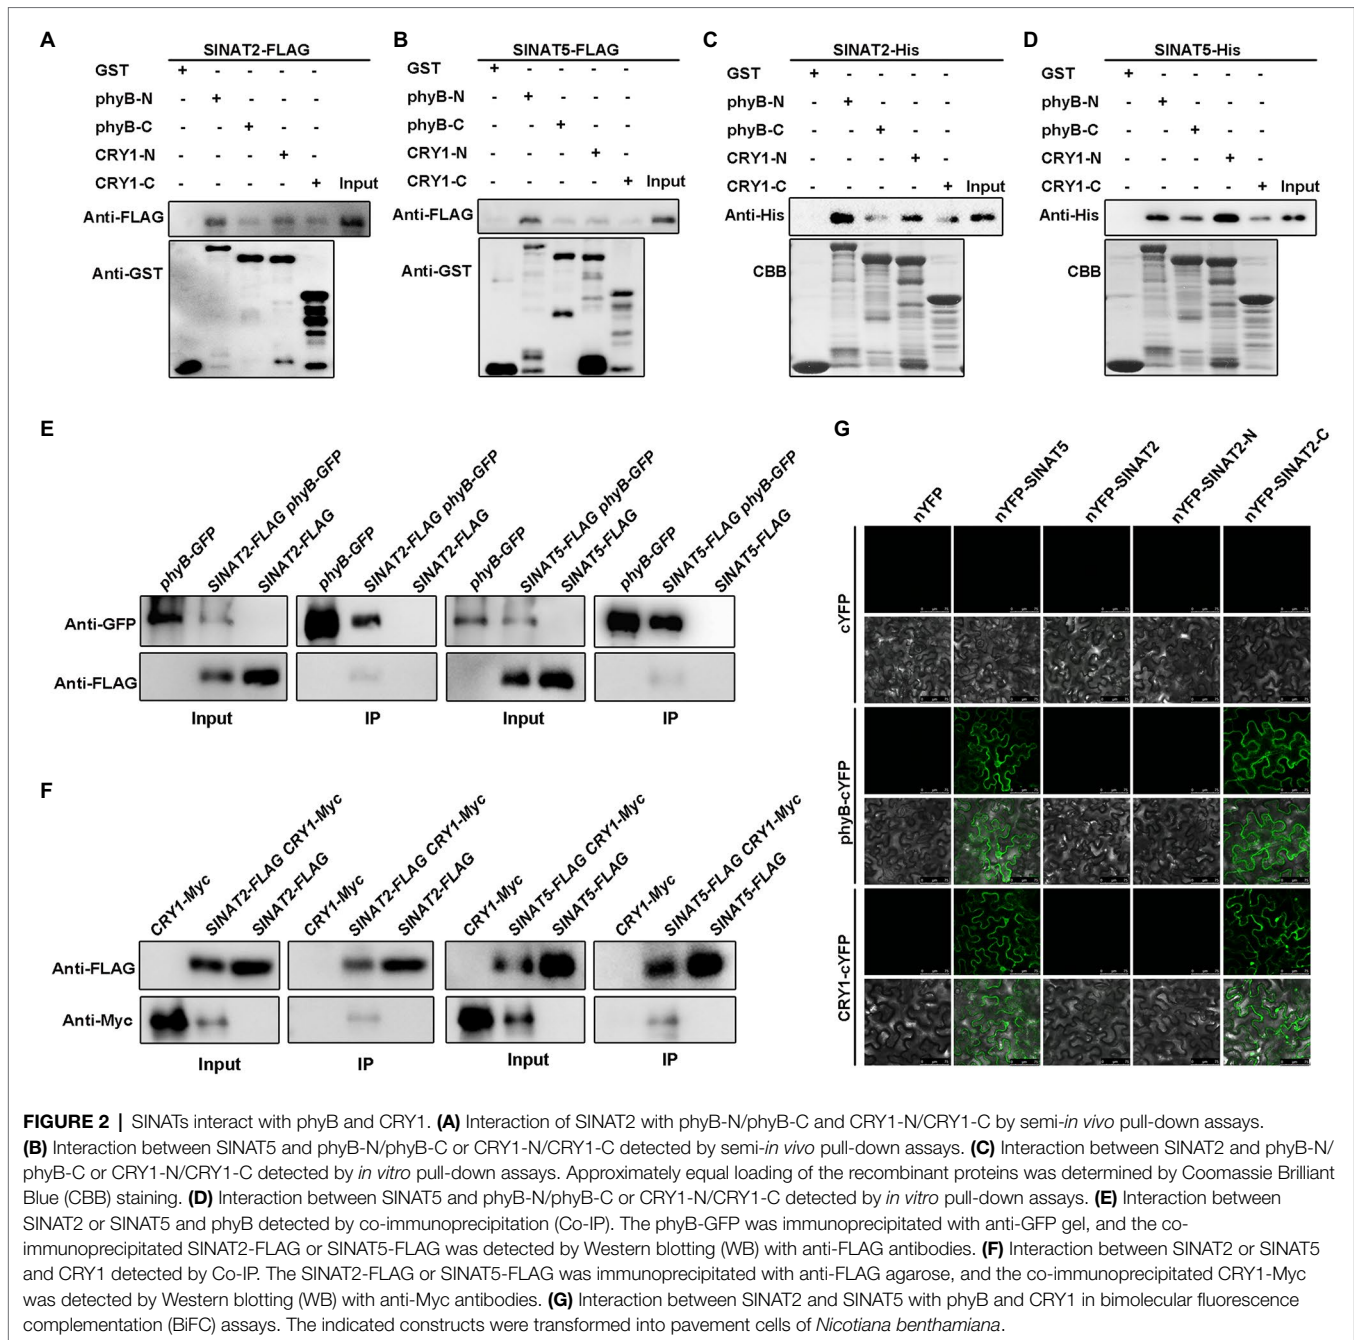 A
SINAT2-FLAG
GST + - - - -
phyB-N - + - - -
phyB-C - - + - -
CRY1-N - - - + -
CRY1-C - - - - + Input
Anti-FLAG
Anti-GST
B
SINAT5-FLAG
GST + - - - -
phyB-N - + - - -
phyB-C - - + - -
CRY1-N - - - + -
CRY1-C - - - - + Input
Anti-FLAG
Anti-GST
C
SINAT2-His
GST + - - - -
phyB-N - + - - -
phyB-C - - + - -
CRY1-N - - - + -
CRY1-C - - - - + Input
Anti-His
CBB
D
SINAT5-His
GST + - - - -
phyB-N - + - - -
phyB-C - - + - -
CRY1-N - - - + -
CRY1-C - - - - + Input
Anti-His
CBB
E
phyB-GFP SINAT2-FLAG phyB-GFP SINAT2-FLAG phyB-GFP SINAT2-FLAG phyB-GFP SINAT2-FLAG phyB-GFP SINAT5-FLAG phyB-GFP SINAT5-FLAG phyB-GFP SINAT5-FLAG phyB-GFP SINAT5-FLAG
Anti-GFP
Anti-FLAG
Input IP Input IP
F
CRY1-Myc SINAT2-FLAG CRY1-Myc SINAT2-FLAG CRY1-Myc SINAT2-FLAG CRY1-Myc SINAT2-FLAG CRY1-Myc SINAT5-FLAG CRY1-Myc SINAT5-FLAG CRY1-Myc SINAT5-FLAG CRY1-Myc SINAT5-FLAG
Anti-FLAG
Anti-Myc
Input IP Input IP
G
nYFP nYFP-SINAT5 nYFP-SINAT2 nYFP-SINAT2-N nYFP-SINAT2-C
cYFP
phyB-cYFP
CRY1-cYFP
FIGURE 2 | SINATs interact with phyB and CRY1. (A) Interaction of SINAT2 with phyB-N/phyB-C and CRY1-N/CRY1-C by semi-in vivo pull-down assays.
(B) Interaction between SINAT5 and phyB-N/phyB-C or CRY1-N/CRY1-C detected by semi-in vivo pull-down assays. (C) Interaction between SINAT2 and phyB-N/
phyB-C or CRY1-N/CRY1-C detected by in vitro pull-down assays. Approximately equal loading of the recombinant proteins was determined by Coomassie Brilliant
Blue (CBB) staining. (D) Interaction between SINAT5 and phyB-N/phyB-C or CRY1-N/CRY1-C detected by in vitro pull-down assays. (E) Interaction between
SINAT2 or SINAT5 and phyB detected by co-immunoprecipitation (Co-IP). The phyB-GFP was immunoprecipitated with anti-GFP gel, and the co-
immunoprecipitated SINAT2-FLAG or SINAT5-FLAG was detected by Western blotting (WB) with anti-FLAG antibodies. (F) Interaction between SINAT2 or SINAT5
and CRY1 detected by Co-IP. The SINAT2-FLAG or SINAT5-FLAG was immunoprecipitated with anti-FLAG agarose, and the co-immunoprecipitated CRY1-Myc
was detected by Western blotting (WB) with anti-Myc antibodies. (G) Interaction between SINAT2 and SINAT5 with phyB and CRY1 in bimolecular fluorescence
complementation (BiFC) assays. The indicated constructs were transformed into pavement cells of Nicotiana benthamiana.